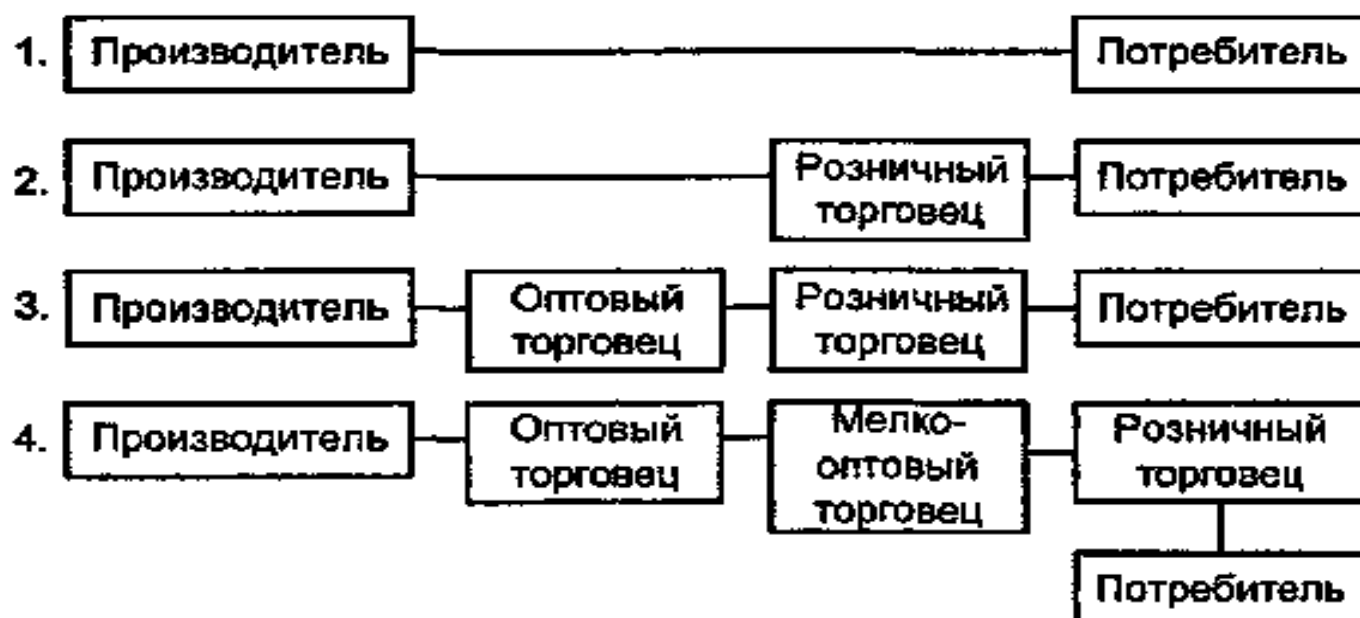 1. Производитель Потребитель
2. Производитель Розничный торговец Потребитель
3. Производитель Оптовый торговец Розничный торговец Потребитель
4. Производитель Оптовый торговец Мелко-оптовый торговец Розничный торговец
Потребитель